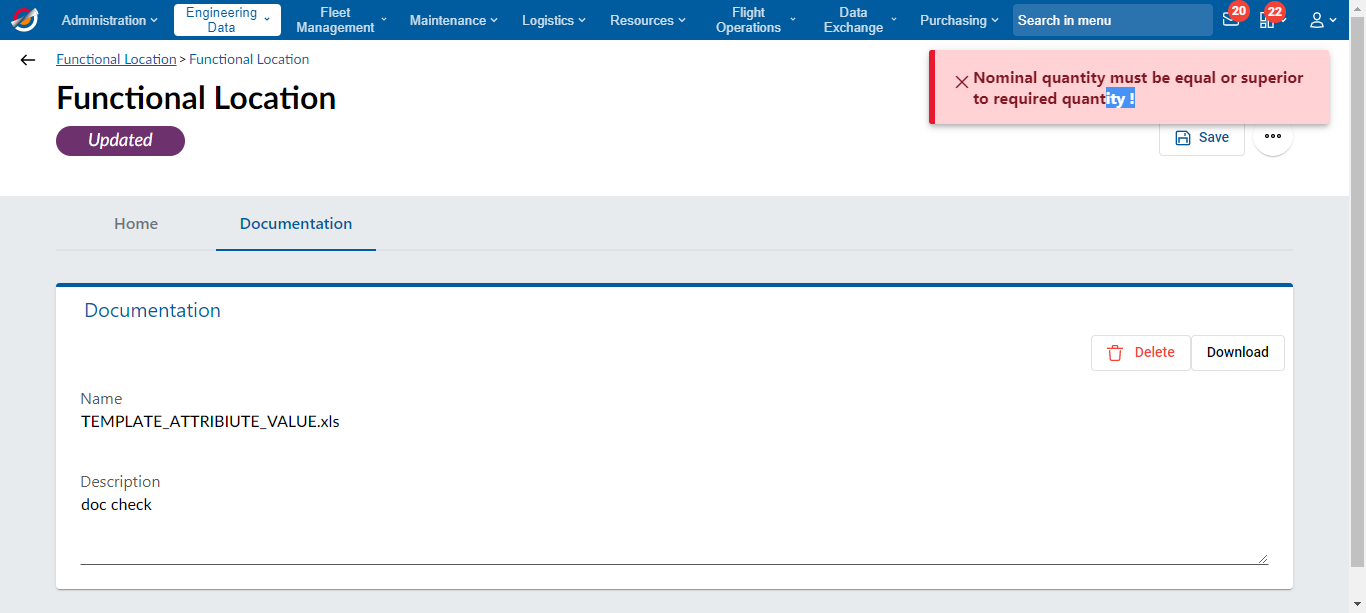 Administration
Engineering
Data
Fleet
Management
Maintenance
Logistics
Resources
Flight
Operations
Data
Exchange
Purchasing
Search in menu
20
22
Functional Location > Functional Location
Functional Location
Updated
Nominal quantity must be equal or superior
to required quantity !
Save
Home
Documentation
Documentation
Delete
Download
Name
TEMPLATE_ATTRIBIUTE_VALUE.xls
Description
doc check